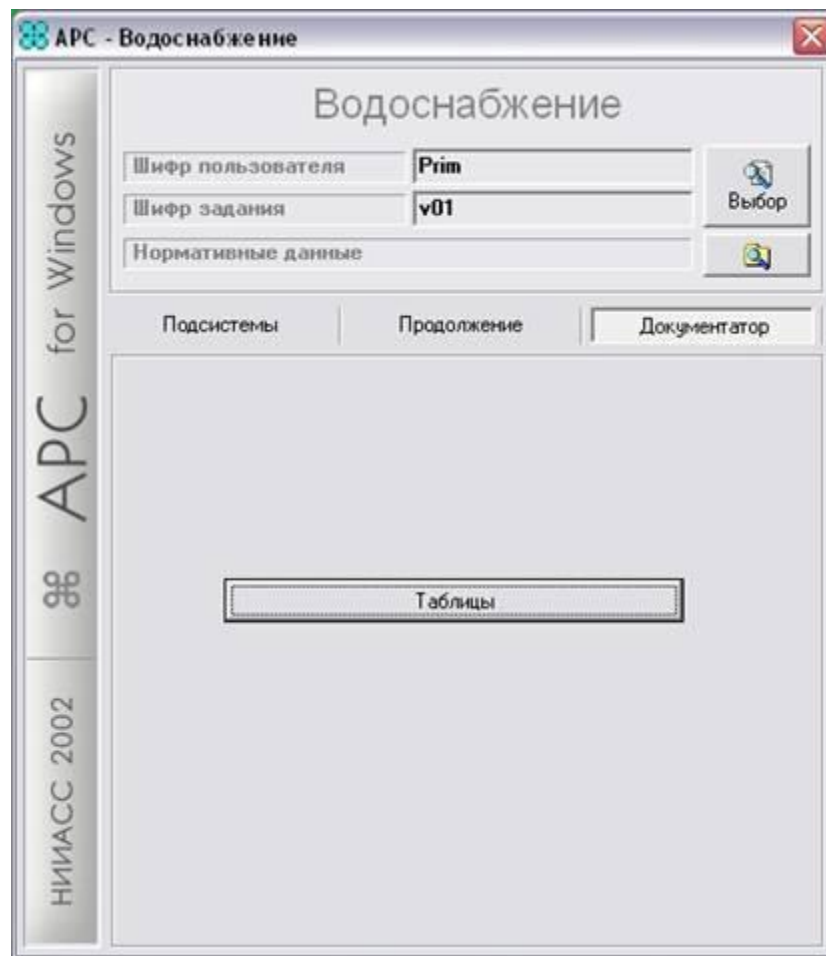 АРС - Водоснабжение
Водоснабжение
Шифр пользователя
Prim
Шифр задания
v01
Выбор
Нормативные данные
Подсистемы
Продолжение
Документатор
Таблицы
АРС for Windows
НИИАСС 2002